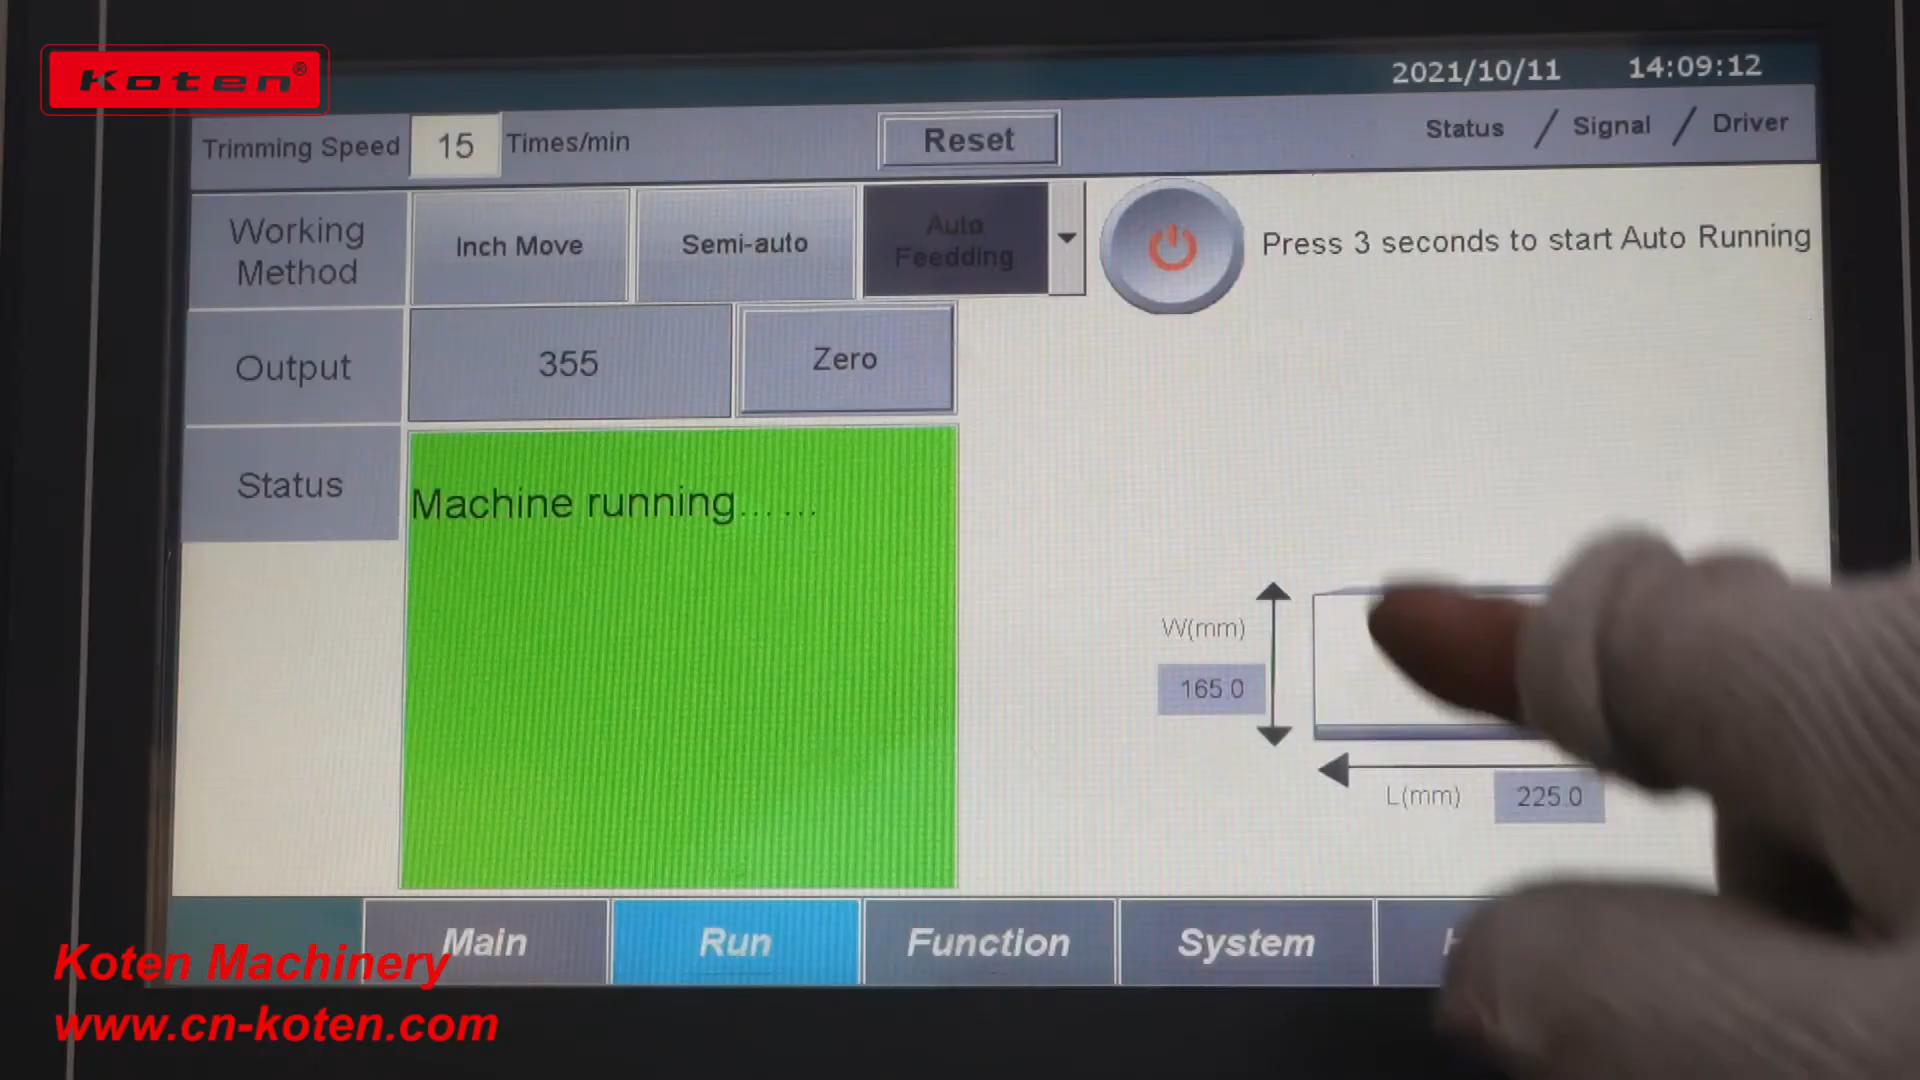 Koten®
2021/10/11 14:09:12
Trimming Speed 15 Times/min
Reset
Status / Signal / Driver
Working Method
Inch Move
Semi-auto
Auto Feedding
Press 3 seconds to start Auto Running
Output
355
Zero
Status
Machine running......
W(mm)
165.0
L(mm)
225.0
Main
Run
Function
System
Koten Machinery
www.cn-koten.com